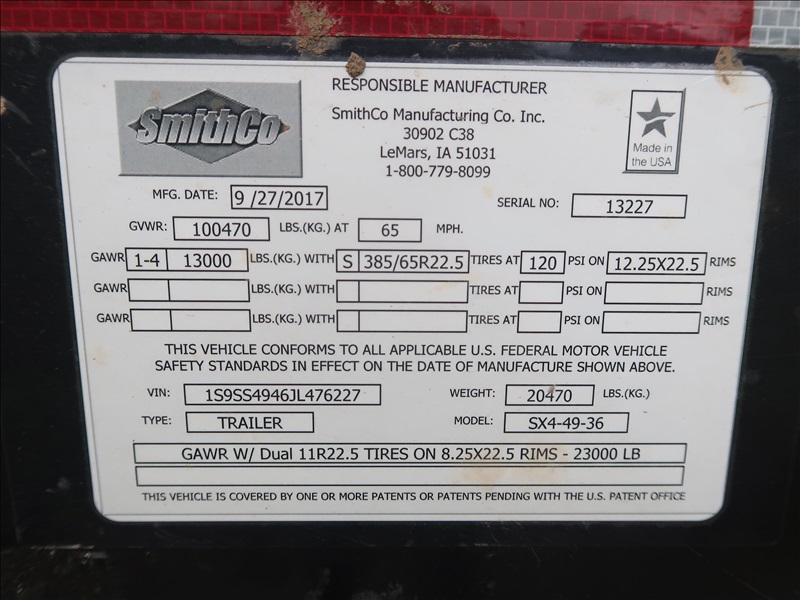 SmithCo
RESPONSIBLE MANUFACTURER
SmithCo Manufacturing Co. Inc.
30902 C38
LeMars, IA 51031
1-800-779-8099
Made in
the USA
MFG. DATE: 9 /27/2017
SERIAL NO: 13227
GVWR: 100470 LBS.(KG.) AT 65 MPH.
GAWR 1-4 13000 LBS.(KG.) WITH S 385/65R22.5 TIRES AT 120 PSI ON 12.25X22.5 RIMS
GAWR LBS.(KG.) WITH TIRES AT PSI ON RIMS
GAWR LBS.(KG.) WITH TIRES AT PSI ON RIMS
THIS VEHICLE CONFORMS TO ALL APPLICABLE U.S. FEDERAL MOTOR VEHICLE
SAFETY STANDARDS IN EFFECT ON THE DATE OF MANUFACTURE SHOWN ABOVE.
VIN: 1S9SS4946JL476227 WEIGHT: 20470 LBS.(KG.)
TYPE: TRAILER MODEL: SX4-49-36
GAWR W/ Dual 11R22.5 TIRES ON 8.25X22.5 RIMS - 23000 LB
THIS VEHICLE IS COVERED BY ONE OR MORE PATENTS OR PATENTS PENDING WITH THE U.S. PATENT OFFICE